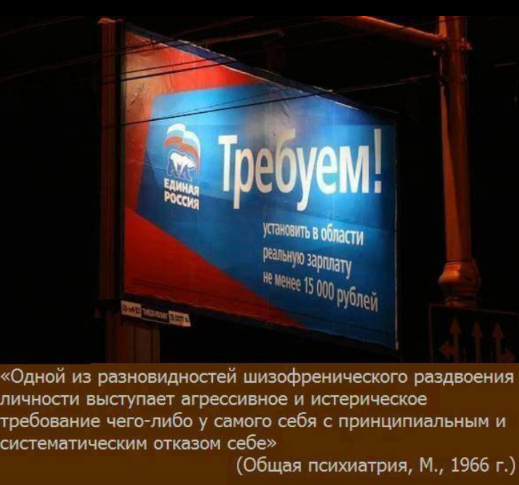 Требуем!
ЕДИНАЯ
РОССИЯ
установить в области
реальную зарплату
не менее 15 000 рублей
«Одной из разновидностей шизофренического раздвоения
личности выступает агрессивное и истерическое
требование чего-либо у самого себя с принципиальным и
систематическим отказом себе»
(Общая психиатрия, М., 1966 г.)